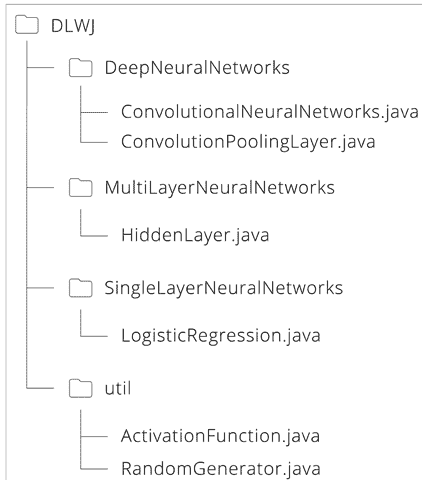 DLWJ
DeepNeuralNetworks
ConvolutionalNeuralNetworks.java
ConvolutionPoolingLayer.java
MultiLayerNeuralNetworks
HiddenLayer.java
SingleLayerNeuralNetworks
LogisticRegression.java
util
ActivationFunction.java
RandomGenerator.java